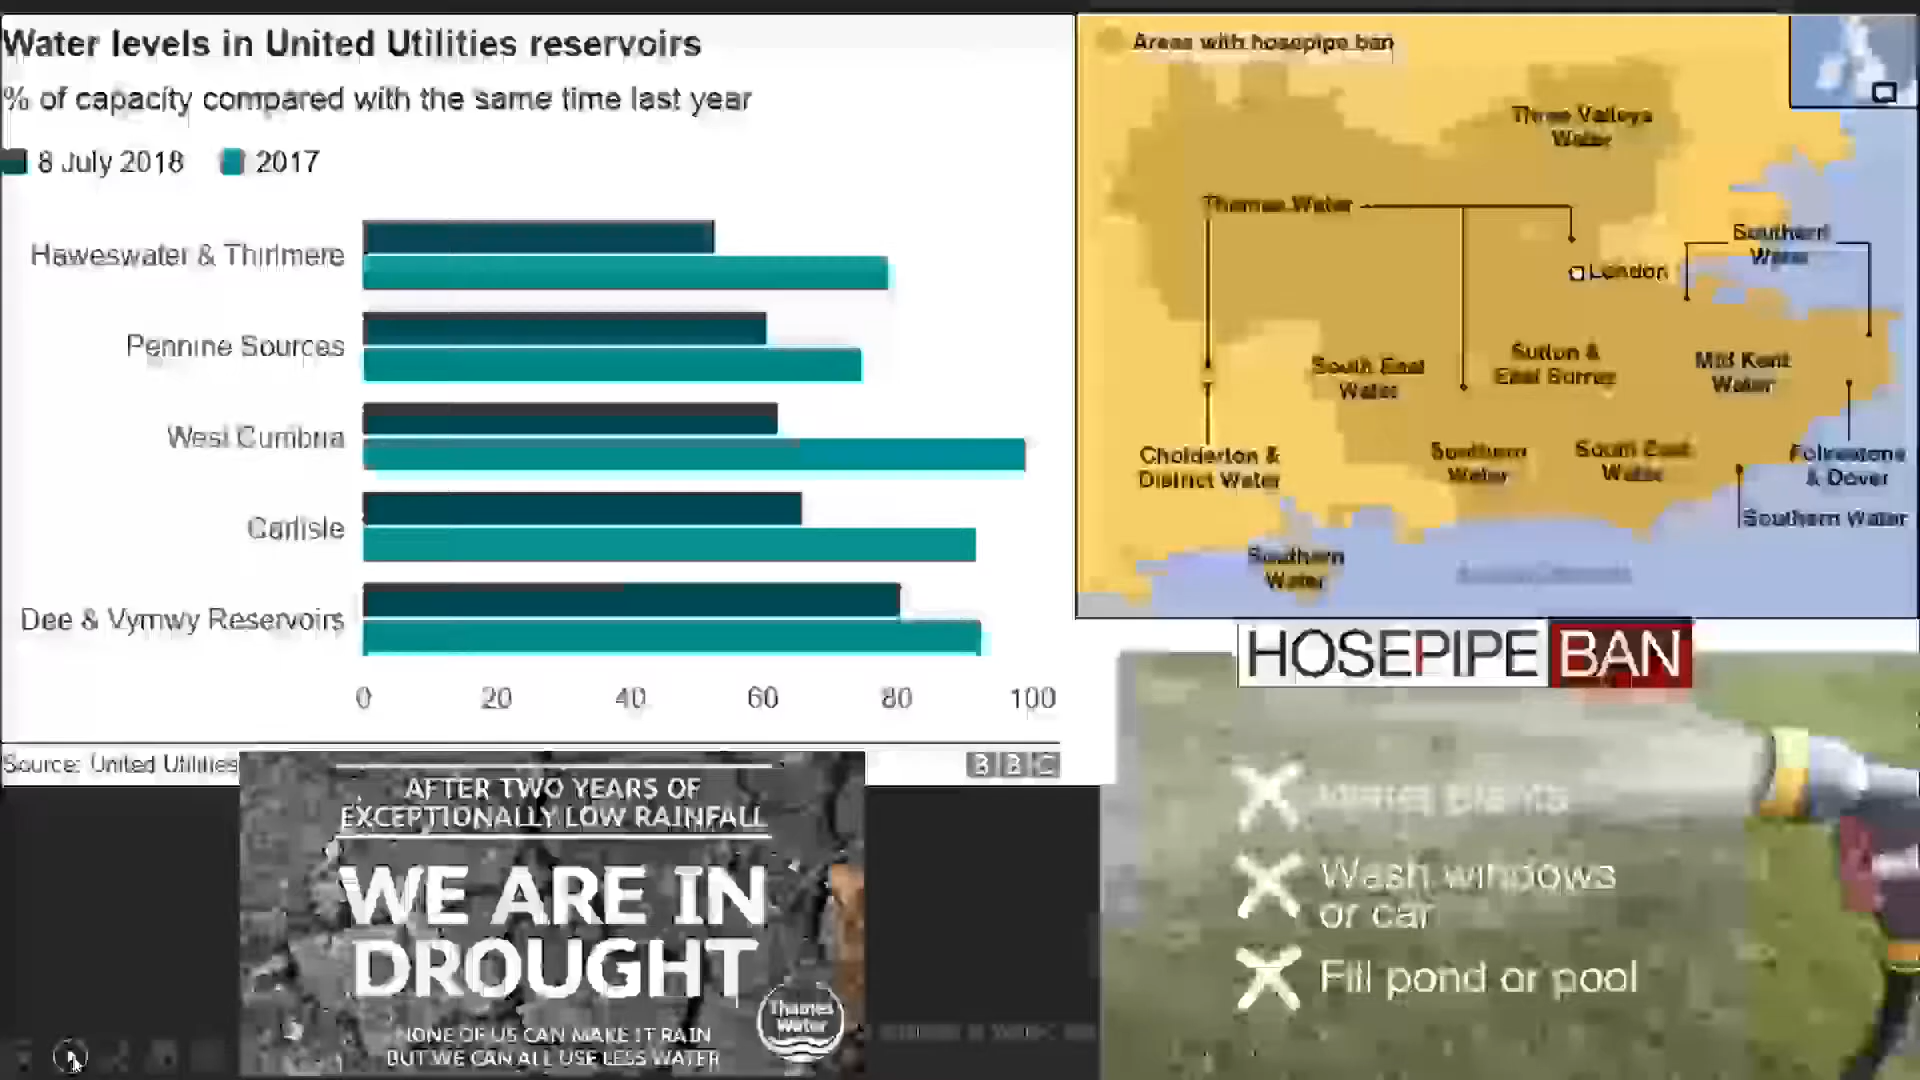 Water levels in United Utilities reservoirs
% of capacity compared with the same time last year
8 July 2018 2017
Haweswater & Thirlmere
Pennine Sources
West Cumbria
Carlisle
Dee & Vyrnwy Reservoirs
0 20 40 60 80 100
Source: United Utilities
BBC
Areas with hosepipe ban
Three Valleys
Water
Thames Water
London
Southern
Water
South East
Water
Sutton &
East Surrey
Mid Kent
Water
Cholderton &
District Water
Southern
Water
South East
Water
Folkestone
& Dover
Southern Water
Southern
Water
HOSEPIPE BAN
Water plants
Wash windows
or car
Fill pond or pool
AFTER TWO YEARS OF
EXCEPTIONALLY LOW RAINFALL
WE ARE IN
DROUGHT
NONE OF US CAN MAKE IT RAIN
BUT WE CAN ALL USE LESS WATER
Thames
Water